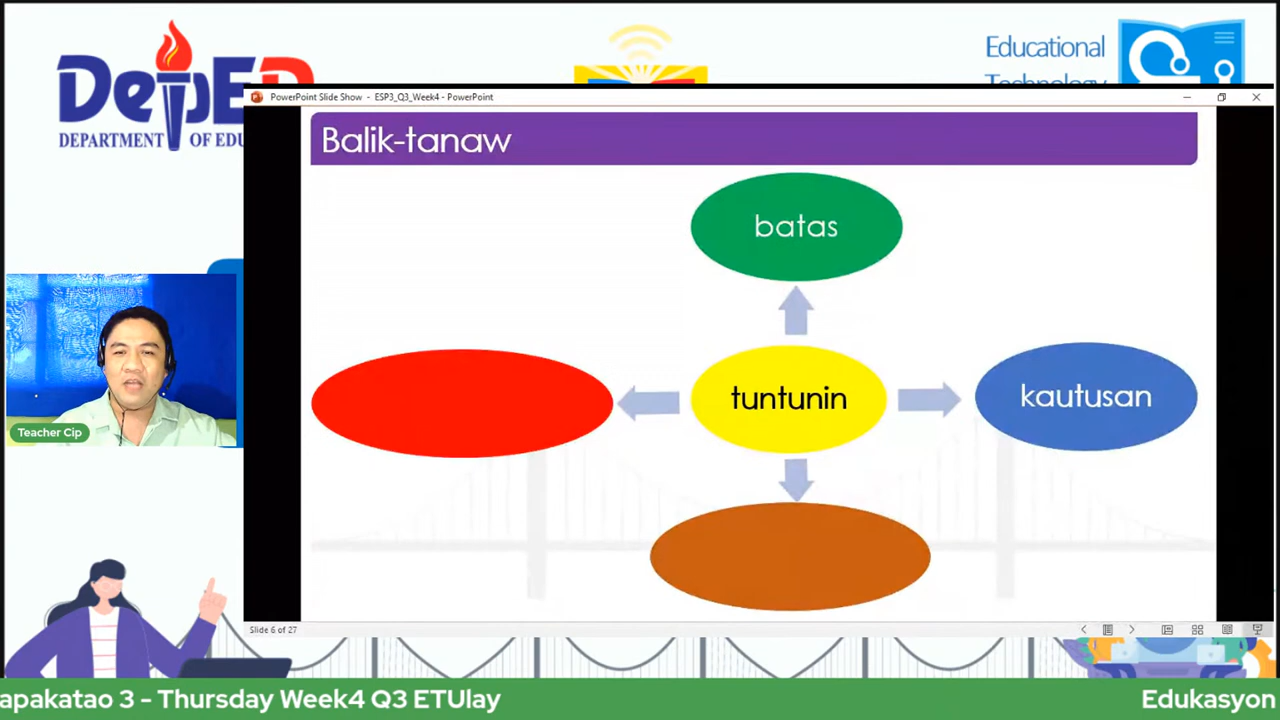 DepED
DEPARTMENT OF EDU
Educational
Technology
PowerPoint Slide Show - ESP3_Q3_Week4 - PowerPoint
Balik-tanaw
batas
tuntunin
kautusan
Teacher Cip
Slide 6 of 27
apakatao 3 - Thursday Week4 Q3 ETUlay
Edukasyon